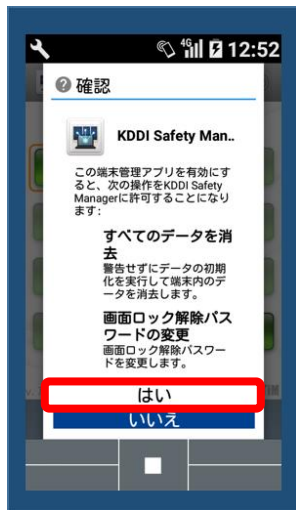 4G 12:52
確認
KDDI Safety Man..
この端末管理アプリを有効にす
ると、次の操作をKDDI Safety
Managerに許可することになり
ます:
すべてのデータを消
去
警告せずにデータの初期
化を実行して端末内のデ
ータを消去します。
画面ロック解除パス
ワードの変更
画面ロック解除パスワー
ドを変更します。
はい
いいえ